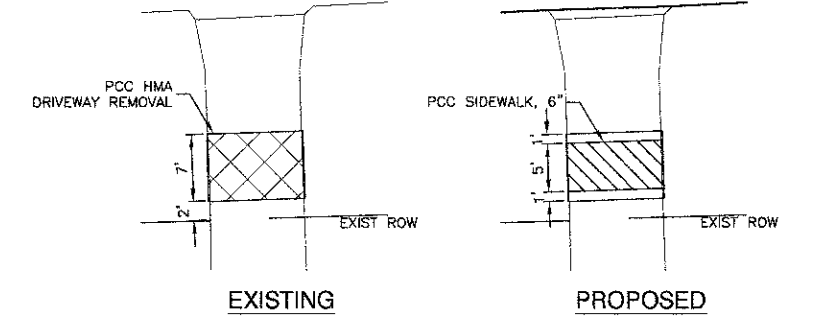 PCC HMA
DRIVEWAY REMOVAL
7'
2'
EXIST ROW
EXISTING
PCC SIDEWALK, 6"
1'
5'
1'
EXIST ROW
PROPOSED